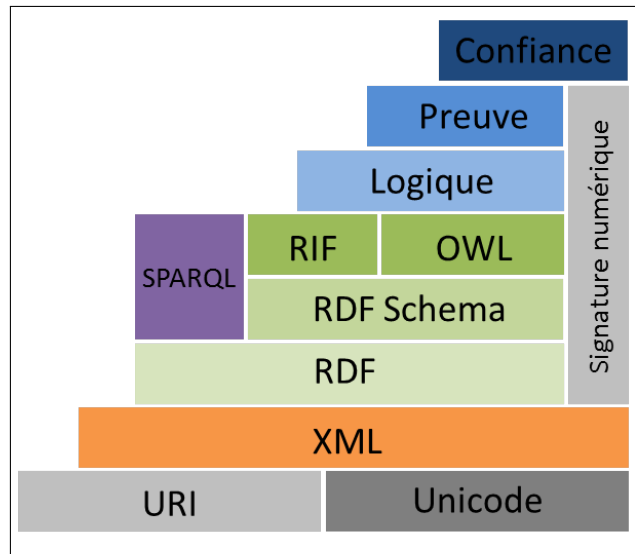 Confiance
Preuve
Signature numérique
Logique
SPARQL
RIF
OWL
RDF Schema
RDF
XML
URI
Unicode